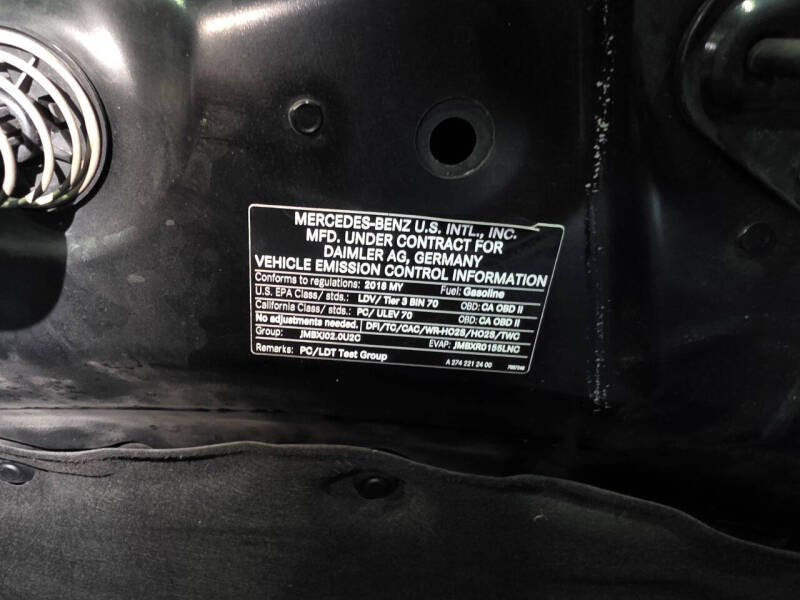 MERCEDES-BENZ U.S. INTL., INC.
MFD. UNDER CONTRACT FOR
DAIMLER AG, GERMANY
VEHICLE EMISSION CONTROL INFORMATION
Conforms to regulations: 2018 MY Fuel: Gasoline
U.S. EPA Class / stds.: LDV/ Tier 3 BIN 70 OBD: CA OBD II
California Class / stds.: PC/ ULEV 70 OBD: CA OBD II
No adjustments needed. DFI/TC/CAC/WR-HO2S/HO2S/TWC
Group: JMBXJ02.0U2C EVAP: JMBXR0155LNC
Remarks: PC/LDT Test Group A 274 221 24 00